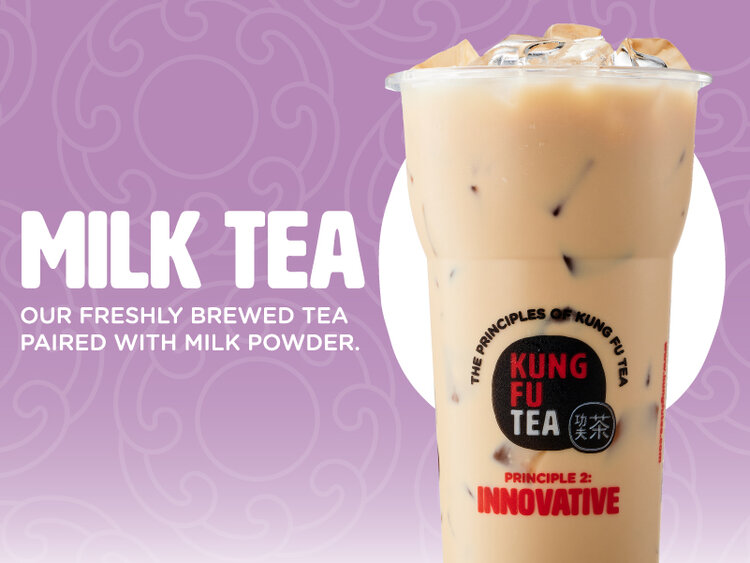 MILK TEA
OUR FRESHLY BREWED TEA
PAIRED WITH MILK POWDER.
THE PRINCIPLES OF KUNG FU TEA
KUNG
FU
TEA
功夫茶
PRINCIPLE 2:
INNOVATIVE